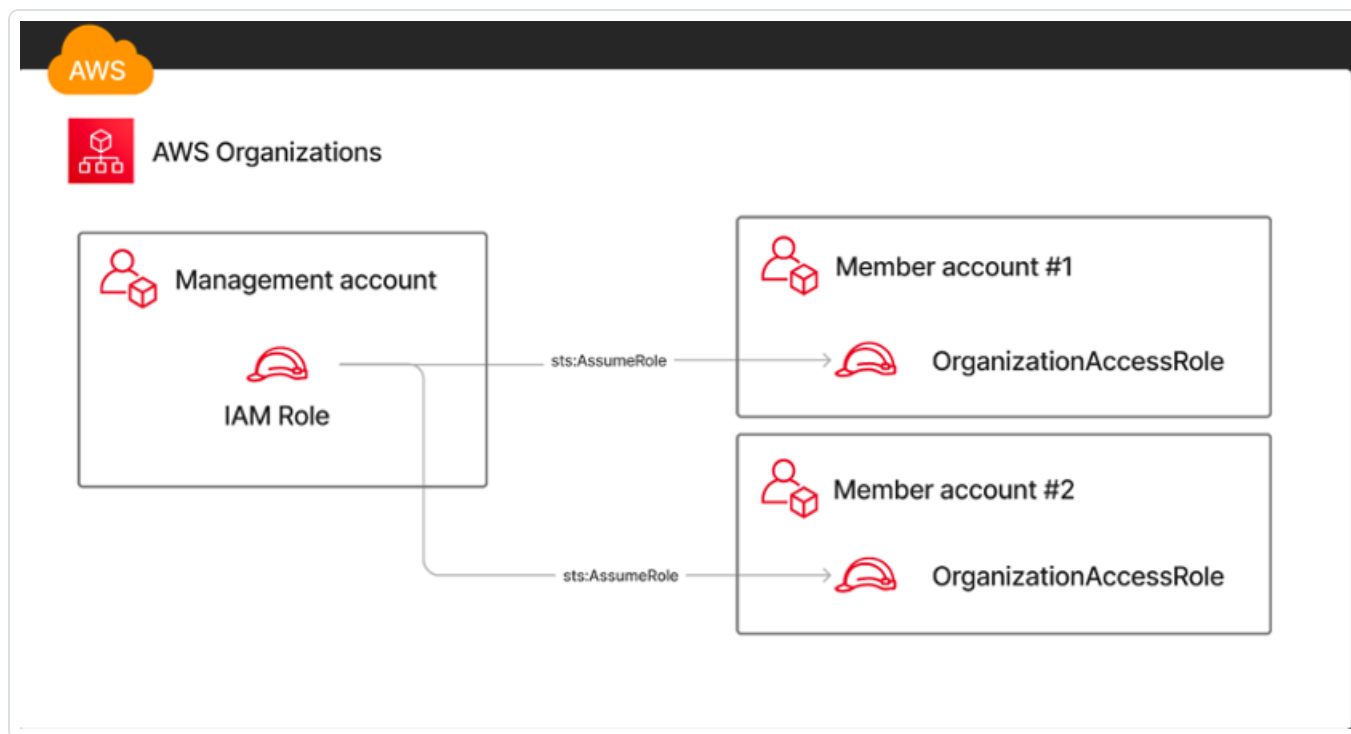 AWS
AWS Organizations
Management account
IAM Role
sts:AssumeRole
sts:AssumeRole
Member account #1
OrganizationAccessRole
Member account #2
OrganizationAccessRole